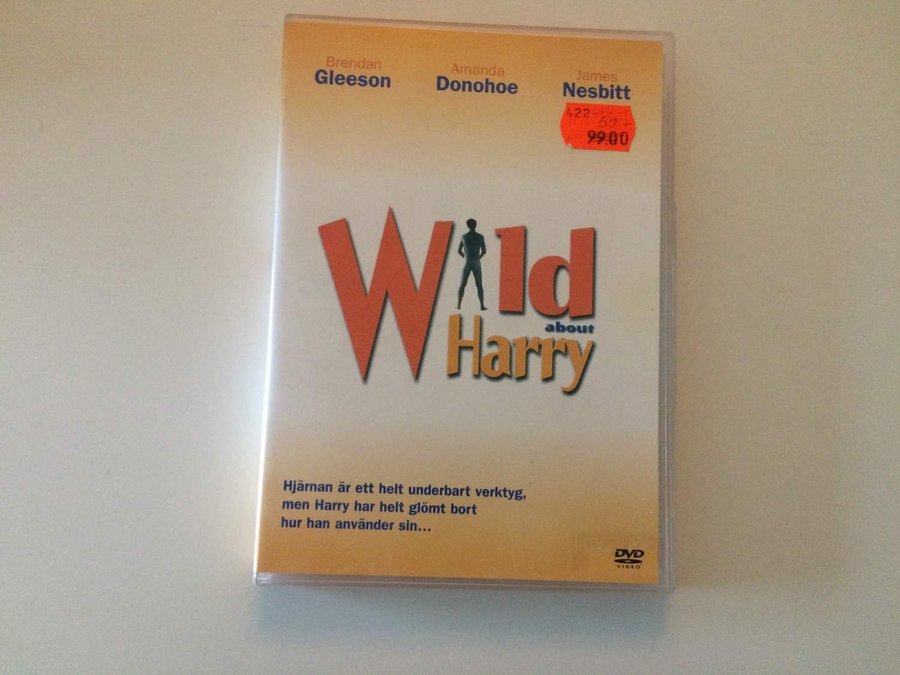 Brendan
Gleeson
Amanda
Donohoe
James
Nesbitt
422
59-
99.00
Wild
about
Harry
Hjärnan är ett helt underbart verktyg,
men Harry har helt glömt bort
hur han använder sin...
DVD
VIDEO